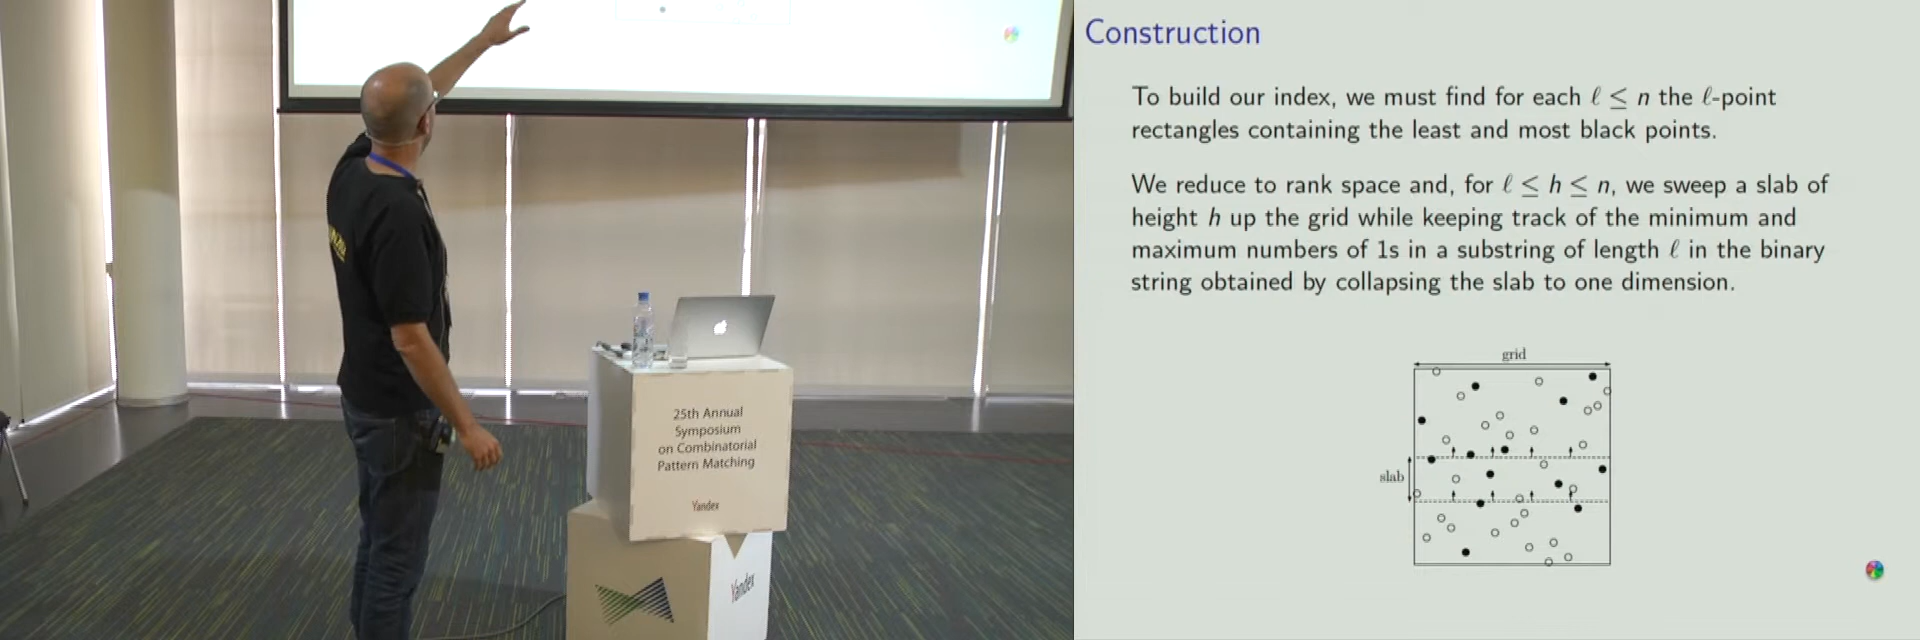 25th Annual
Symposium
on Combinatorial
Pattern Matching
Yandex
Yandex
Construction
To build our index, we must find for each ℓ ≤ n the ℓ-point
rectangles containing the least and most black points.
We reduce to rank space and, for ℓ ≤ h ≤ n, we sweep a slab of
height h up the grid while keeping track of the minimum and
maximum numbers of 1s in a substring of length ℓ in the binary
string obtained by collapsing the slab to one dimension.
grid
slab